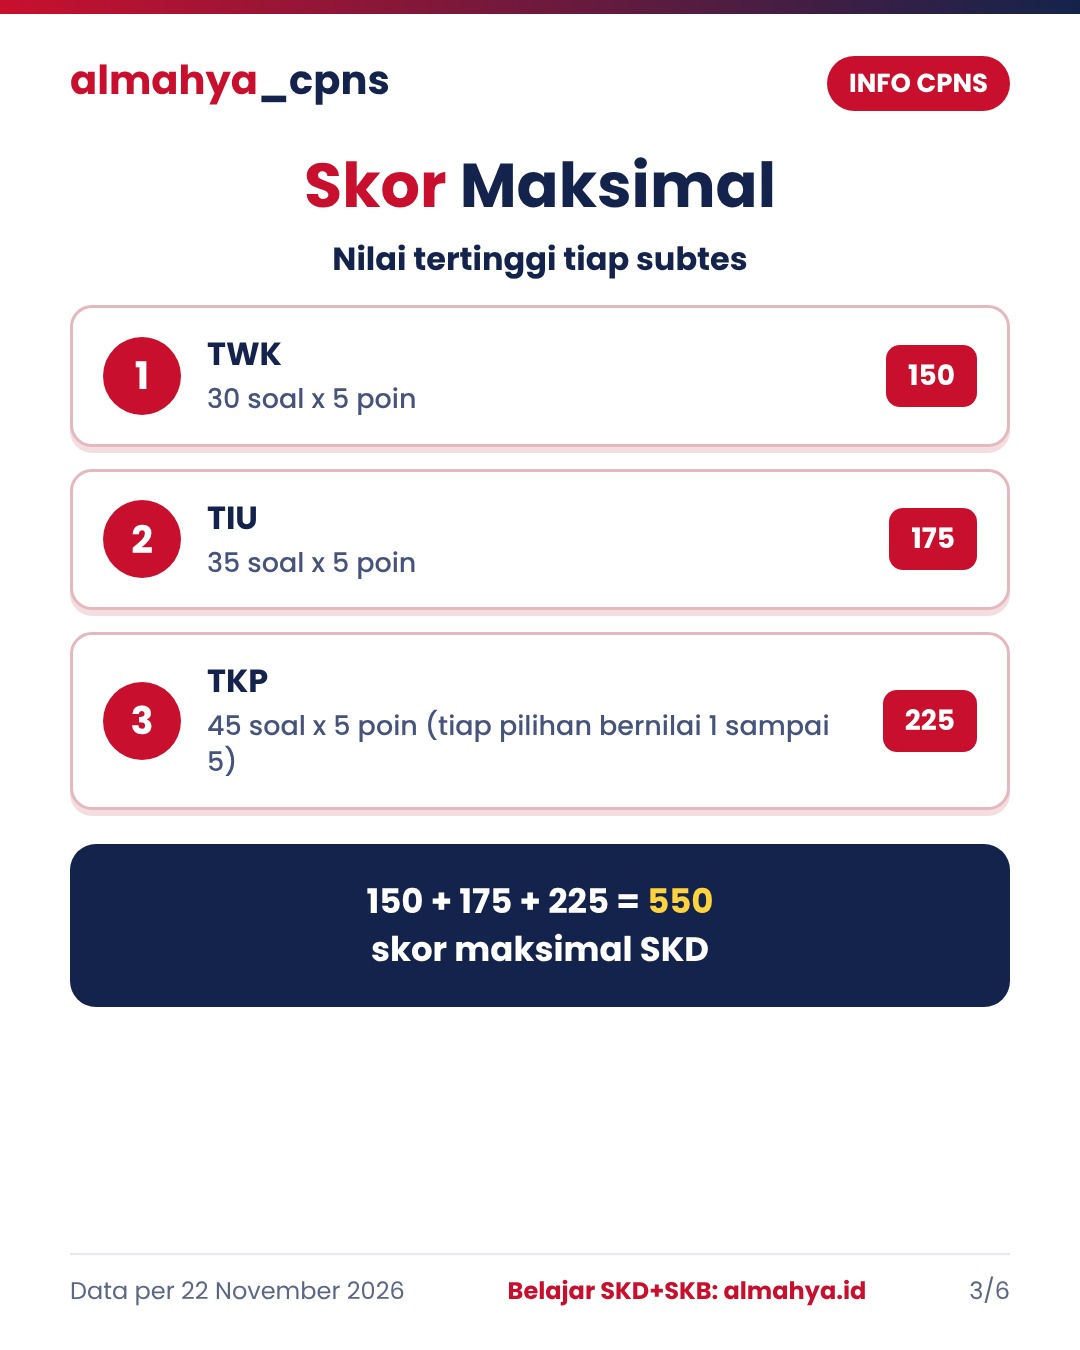 almahya_cpns
INFO CPNS
Skor Maksimal
Nilai tertinggi tiap subtes
1
TWK
30 soal x 5 poin
150
2
TIU
35 soal x 5 poin
175
3
TKP
45 soal x 5 poin (tiap pilihan bernilai 1 sampai
5)
225
150 + 175 + 225 = 550
skor maksimal SKD
Data per 22 November 2026
Belajar SKD+SKB: almahya.id
3/6